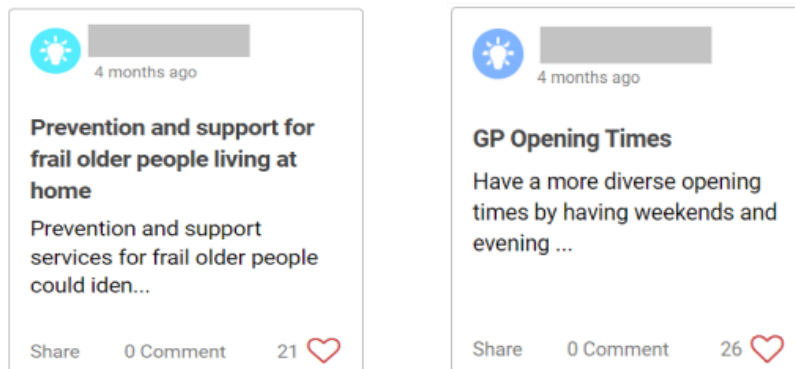 4 months ago
Prevention and support for
frail older people living at
home
Prevention and support
services for frail older people
could iden...
Share 0 Comment 21
4 months ago
GP Opening Times
Have a more diverse opening
times by having weekends and
evening ...
Share 0 Comment 26